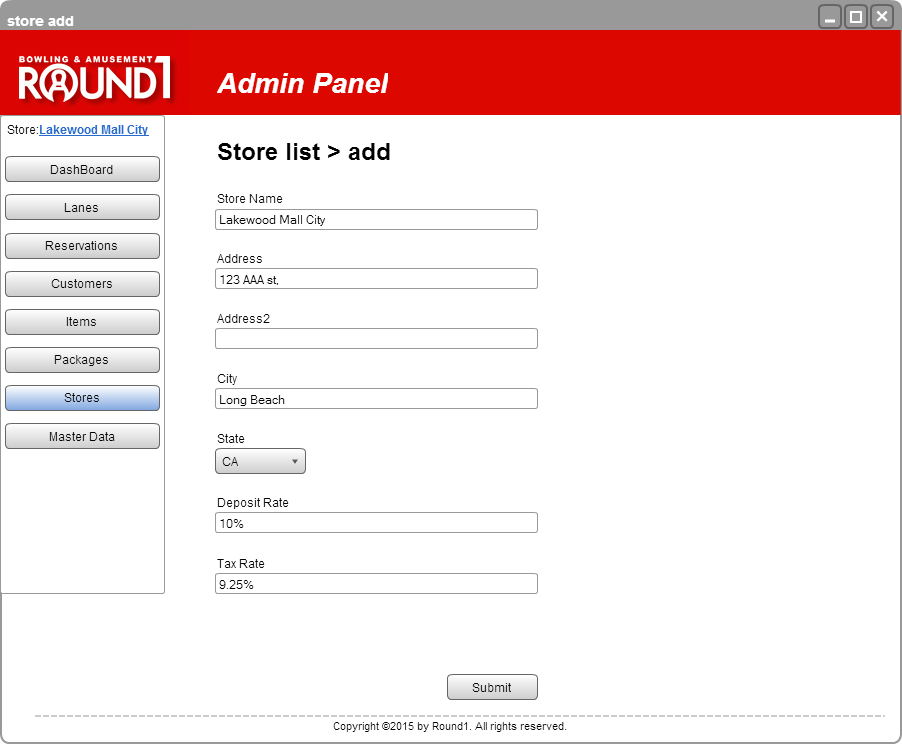 store add
BOWLING & AMUSEMENT
ROUND1
Admin Panel
Store:Lakewood Mall City
DashBoard
Lanes
Reservations
Customers
Items
Packages
Stores
Master Data
Store list > add
Store Name
Lakewood Mall City
Address
123 AAA st,
Address2
City
Long Beach
State
CA
Deposit Rate
10%
Tax Rate
9.25%
Submit
Copyright ©2015 by Round1. All rights reserved.